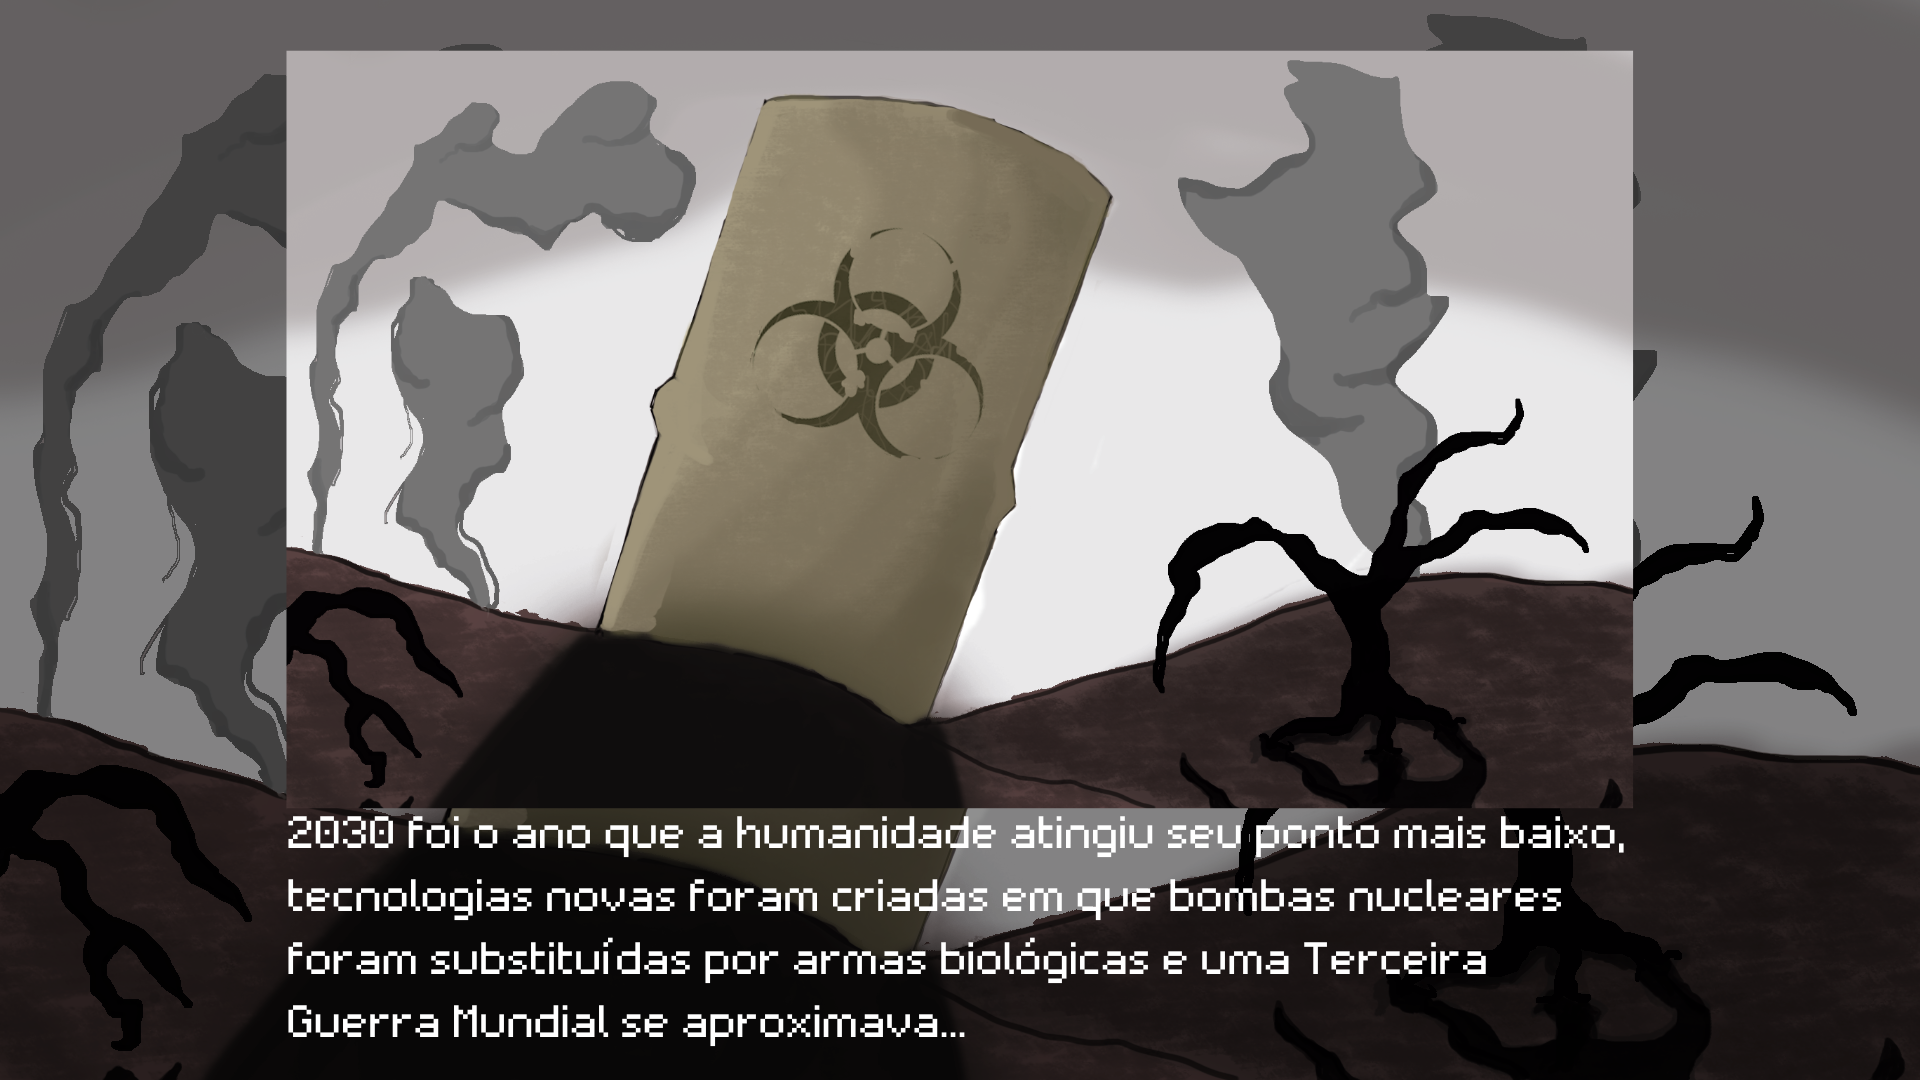 2030 foi o ano que a humanidade atingiu seu ponto mais baixo,
tecnologias novas foram criadas em que bombas nucleares
foram substituídas por armas biológicas e uma Terceira
Guerra Mundial se aproximava...